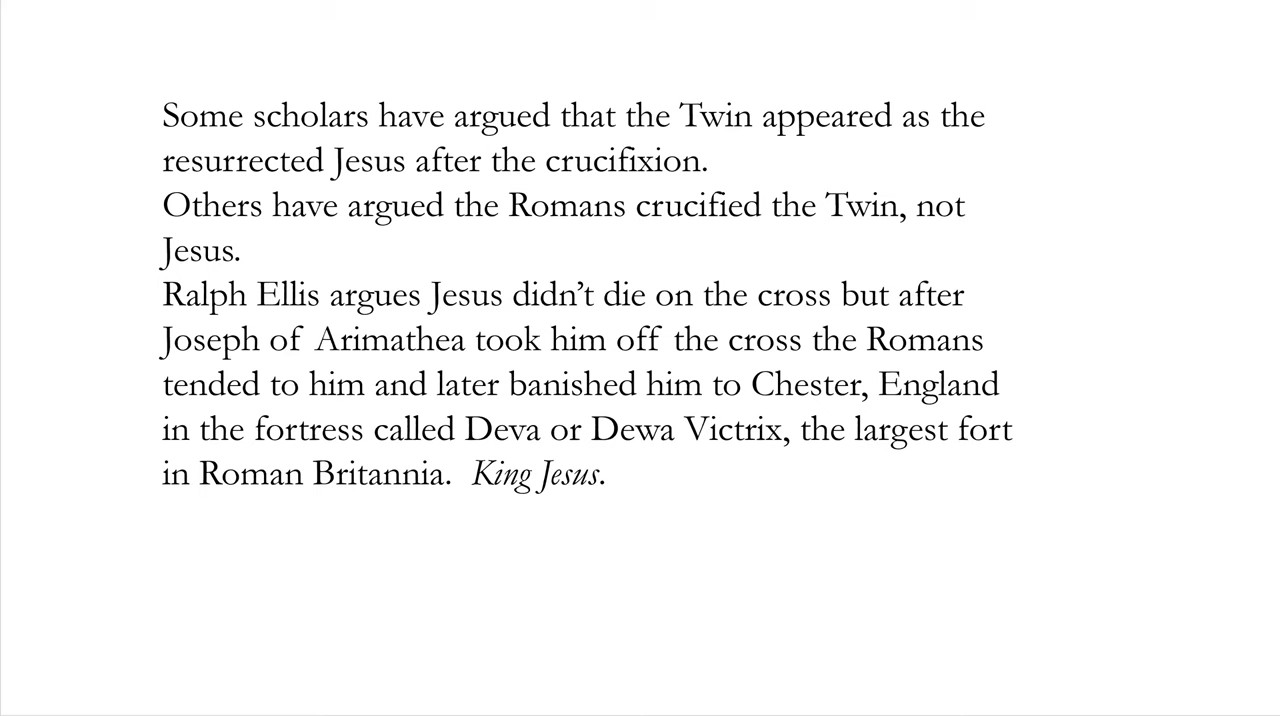 Some scholars have argued that the Twin appeared as the
resurrected Jesus after the crucifixion.
Others have argued the Romans crucified the Twin, not
Jesus.
Ralph Ellis argues Jesus didn’t die on the cross but after
Joseph of Arimathea took him off the cross the Romans
tended to him and later banished him to Chester, England
in the fortress called Deva or Dewa Victrix, the largest fort
in Roman Britannia. King Jesus.